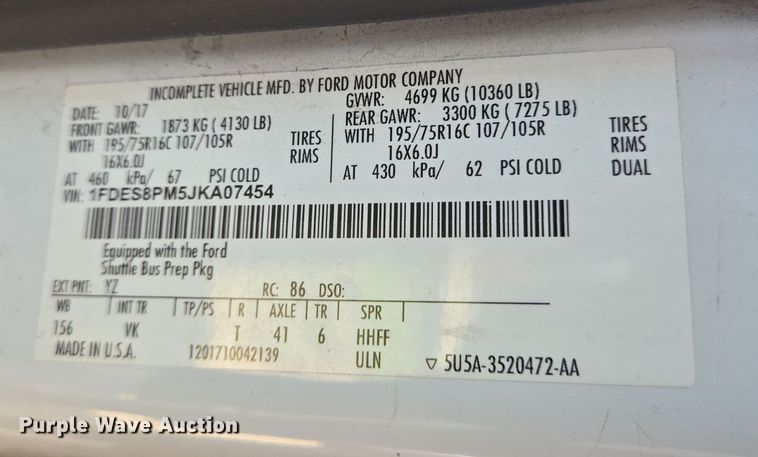 INCOMPLETE VEHICLE MFD. BY FORD MOTOR COMPANY
DATE: 10/17 GVWR: 4699 KG (10360 LB)
FRONT GAWR: 1873 KG (4130 LB) REAR GAWR: 3300 KG (7275 LB)
WITH 195/75R16C 107/105R TIRES WITH 195/75R16C 107/105R TIRES
16X6.0J RIMS 16X6.0J RIMS
AT 460 kPa/ 67 PSI COLD AT 430 kPa/ 62 PSI COLD DUAL
VIN: 1FDES8PM5JKA07454
Equipped with the Ford
Shuttle Bus Prep Pkg
EXT PNT: YZ RC: 86 DSO:
WB INT TR TP/PS R AXLE TR SPR
156 VK T 41 6 HHFF
MADE IN U.S.A. 1201710042139 ULN ▽ 5U5A-3520472-AA
Purple Wave Auction